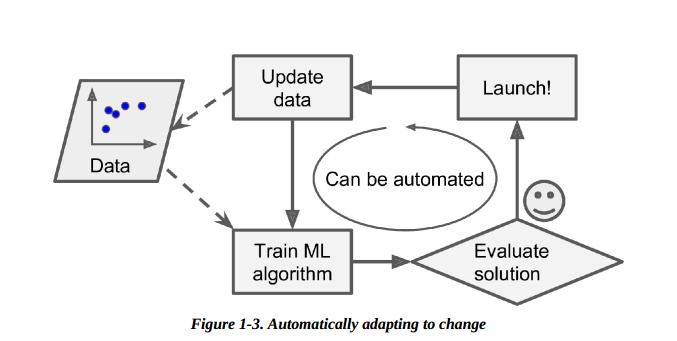 Update
data
Launch!
Data
Can be automated
Train ML
algorithm
Evaluate
solution
Figure 1-3. Automatically adapting to change